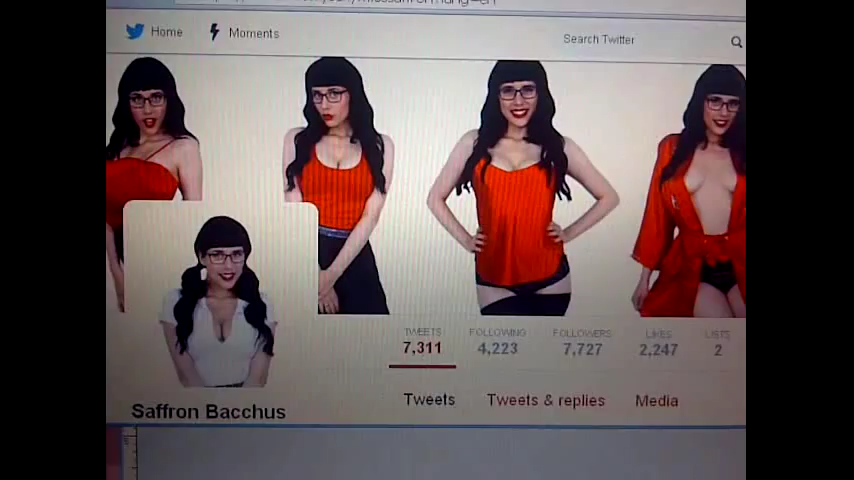 Home
Moments
Search Twitter
TWEETS
7,311
FOLLOWING
4,223
FOLLOWERS
7,727
LIKES
2,247
LISTS
2
Tweets
Tweets & replies
Media
Saffron Bacchus